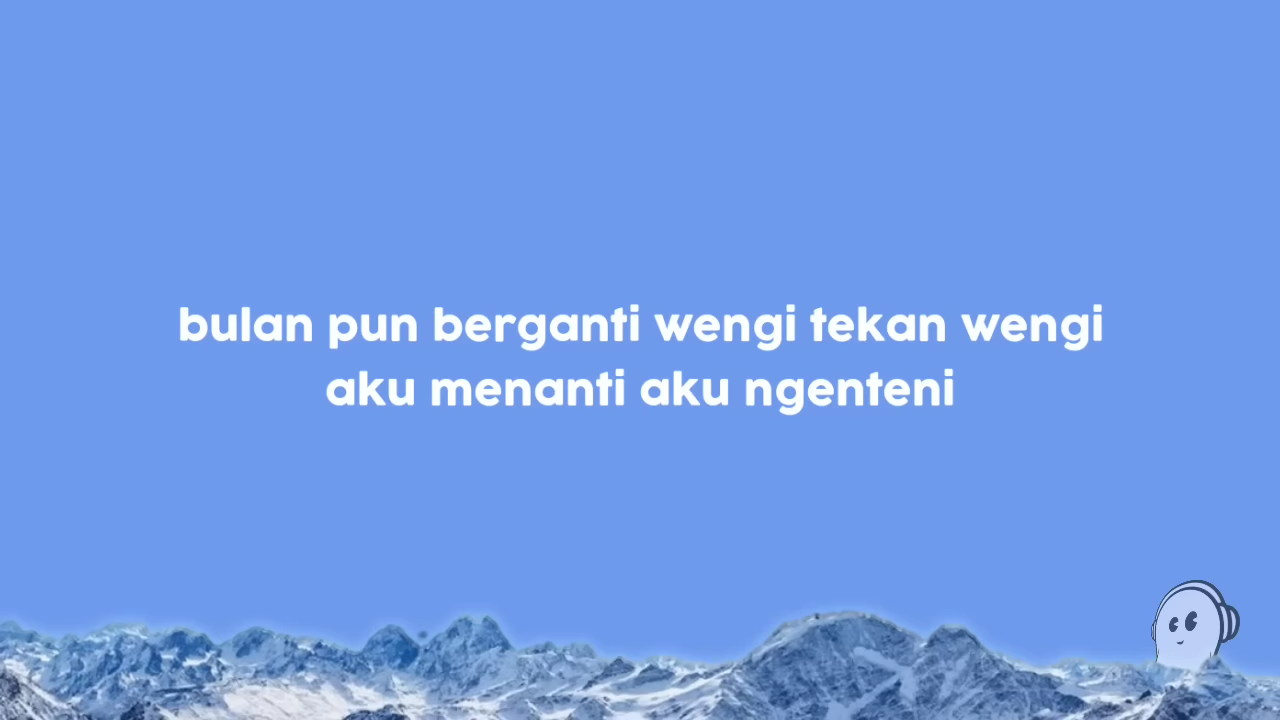 bulan pun berganti wengi tekan wengi
aku menanti aku ngenteni